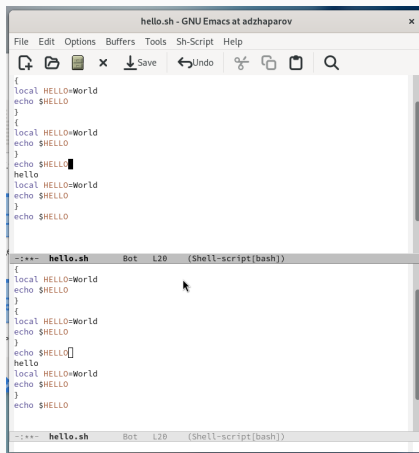 hello.sh - GNU Emacs at adzhaparov
×
File Edit Options Buffers Tools Sh-Script Help
Save Undo
{
local HELLO=World
echo $HELLO
}
{
local HELLO=World
echo $HELLO
}
echo $HELLO
hello
local HELLO=World
echo $HELLO
}
echo $HELLO
-:**- hello.sh Bot L20 (Shell-script[bash])
{
local HELLO=World
echo $HELLO
}
{
local HELLO=World
echo $HELLO
}
echo $HELLO
hello
local HELLO=World
echo $HELLO
}
echo $HELLO
-:**- hello.sh Bot L20 (Shell-script[bash])